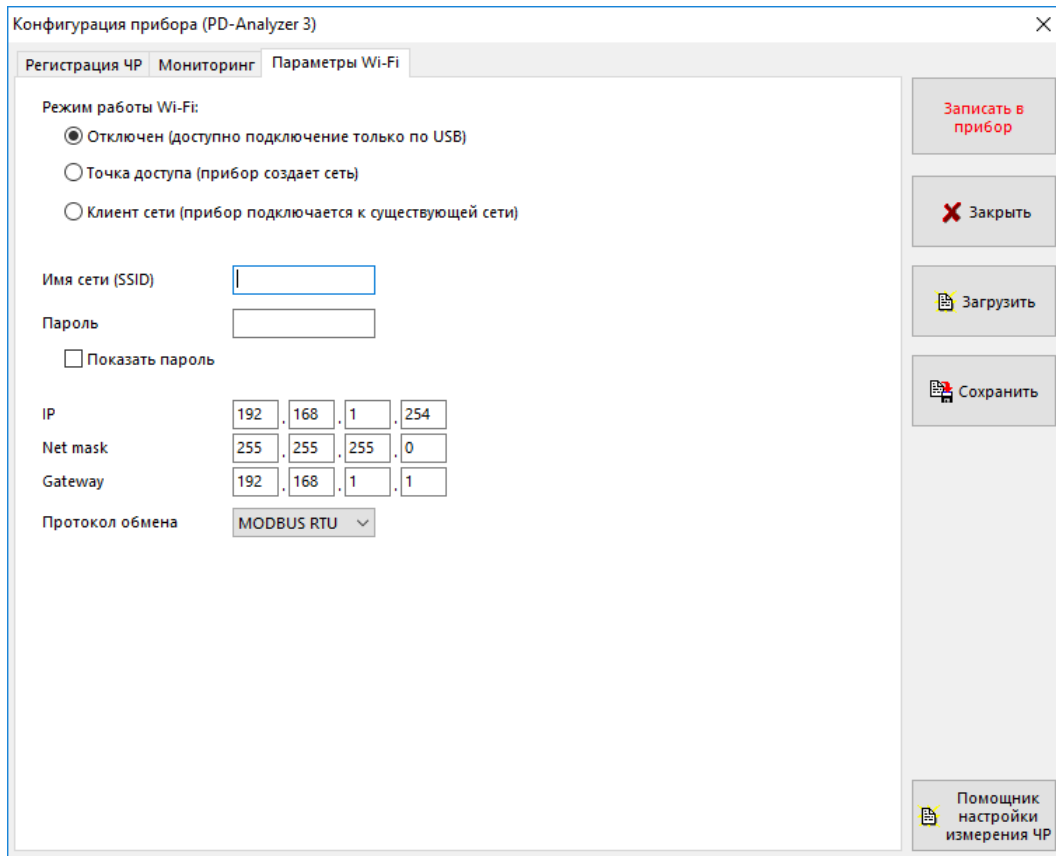 Конфигурация прибора (PD-Analyzer 3)
Регистрация ЧР Мониторинг Параметры Wi-Fi
Режим работы Wi-Fi:
Отключен (доступно подключение только по USB)
Точка доступа (прибор создает сеть)
Клиент сети (прибор подключается к существующей сети)
Имя сети (SSID)
Пароль
Показать пароль
IP 192 . 168 . 1 . 254
Net mask 255 . 255 . 255 . 0
Gateway 192 . 168 . 1 . 1
Протокол обмена MODBUS RTU
Записать в
прибор
Закрыть
Загрузить
Сохранить
Помощник
настройки
измерения ЧР